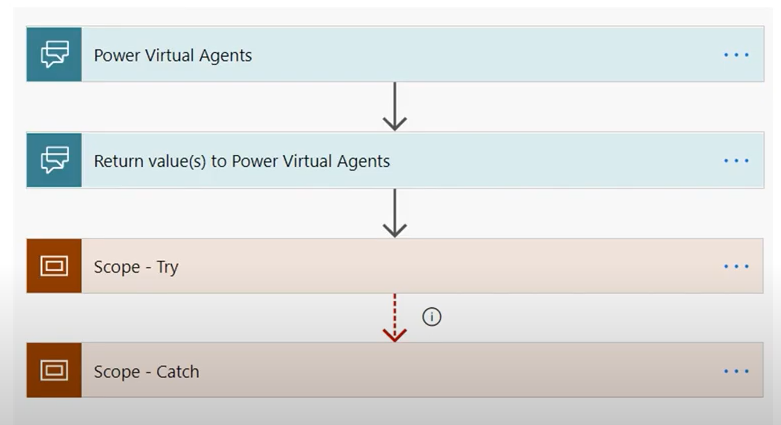 Power Virtual Agents
Return value(s) to Power Virtual Agents
Scope - Try
Scope - Catch